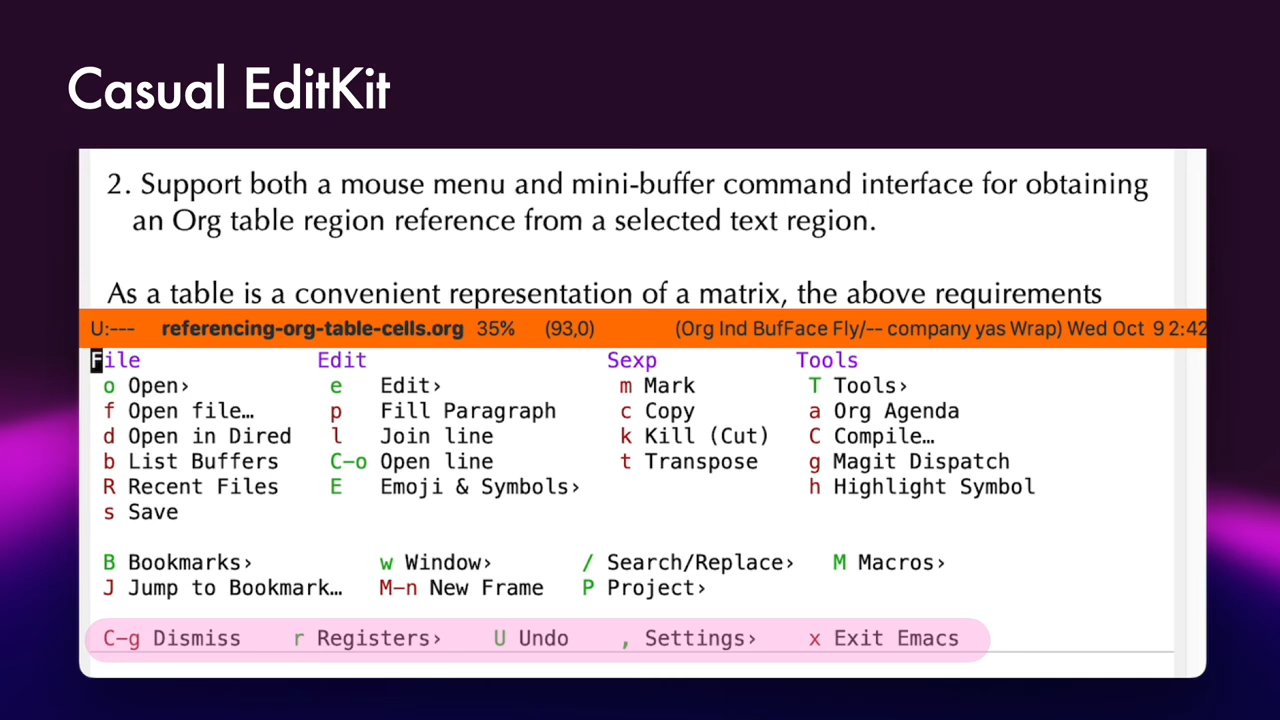 Casual EditKit
2. Support both a mouse menu and mini-buffer command interface for obtaining
an Org table region reference from a selected text region.
As a table is a convenient representation of a matrix, the above requirements
U:--- referencing-org-table-cells.org 35% (93,0) (Org Ind BufFace Fly/-- company yas Wrap) Wed Oct 9 2:42
File Edit Sexp Tools
o Open› e Edit› m Mark T Tools›
f Open file… p Fill Paragraph c Copy a Org Agenda
d Open in Dired l Join line k Kill (Cut) C Compile…
b List Buffers C-o Open line t Transpose g Magit Dispatch
R Recent Files E Emoji & Symbols› h Highlight Symbol
s Save
B Bookmarks› w Window› / Search/Replace› M Macros›
J Jump to Bookmark… M-n New Frame P Project›
C-g Dismiss r Registers› U Undo , Settings› x Exit Emacs